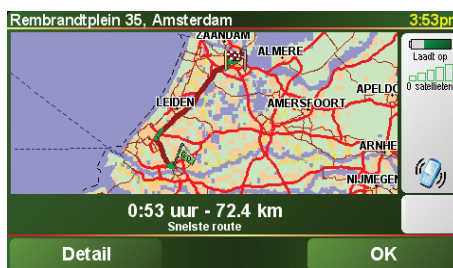 Rembrandtplein 35, Amsterdam
3:53pm
ZAANDAM
ALMERE
Laadt op
0 satellieten
LEIDEN
AMERSFOORT
APELDO
ARNHE
NIJMEGEN
0:53 uur - 72.4 km
Snelste route
Detail
OK